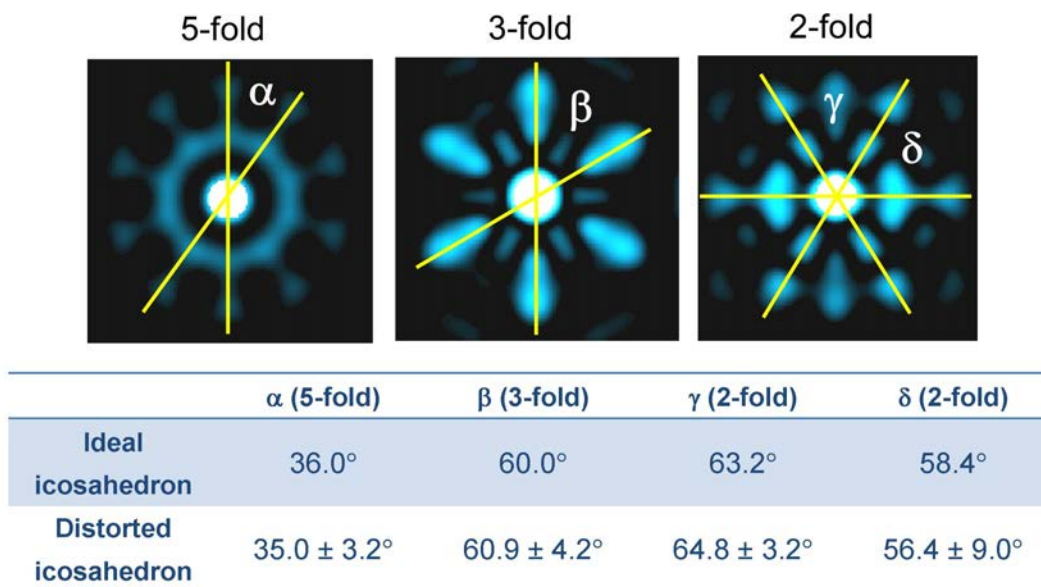 5-fold 3-fold 2-fold
α β γ δ
α (5-fold) β (3-fold) γ (2-fold) δ (2-fold)
Ideal icosahedron 36.0° 60.0° 63.2° 58.4°
Distorted icosahedron 35.0 ± 3.2° 60.9 ± 4.2° 64.8 ± 3.2° 56.4 ± 9.0°